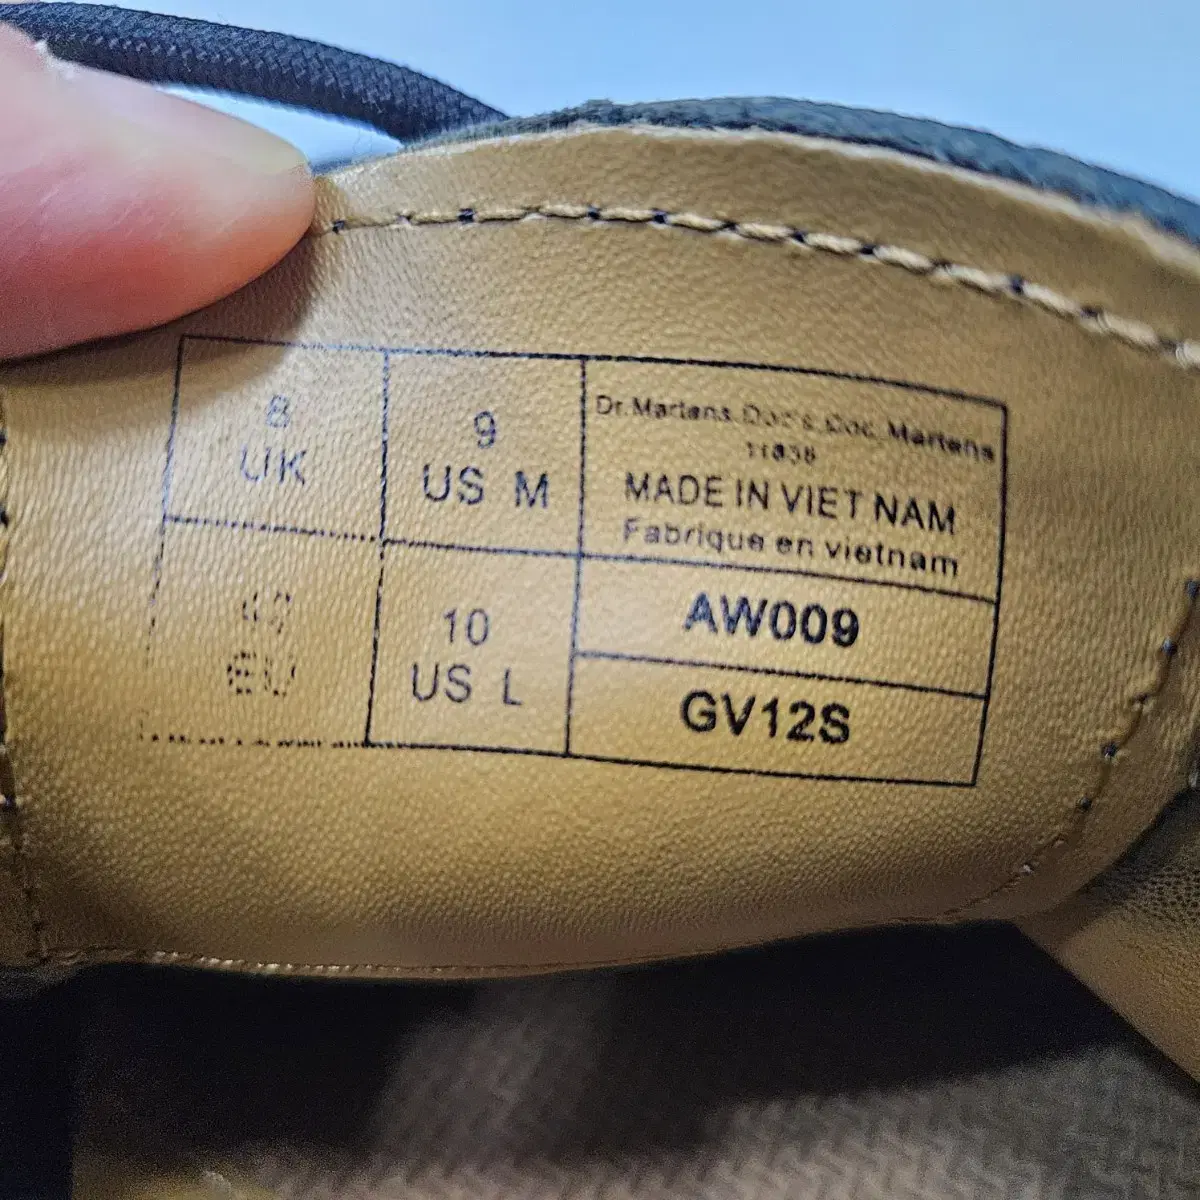 8
UK
9
US M
Dr.Martens.Doc's.Doc Martens
11838
MADE IN VIET NAM
Fabrique en vietnam
42
EU
10
US L
AW009
GV12S